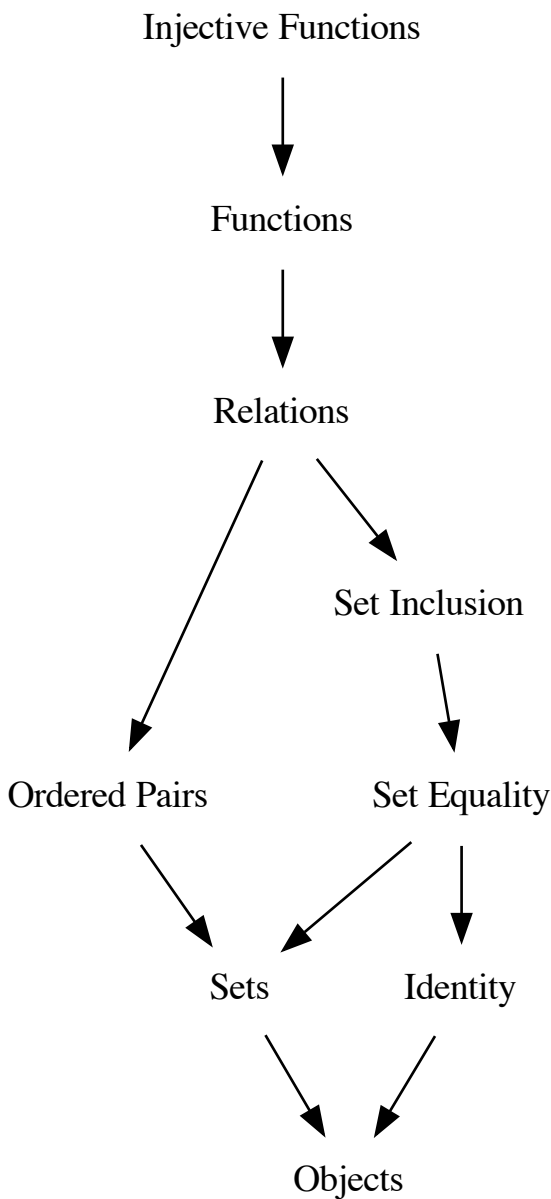 Injective Functions
Functions
Relations
Set Inclusion
Ordered Pairs
Set Equality
Sets
Identity
Objects